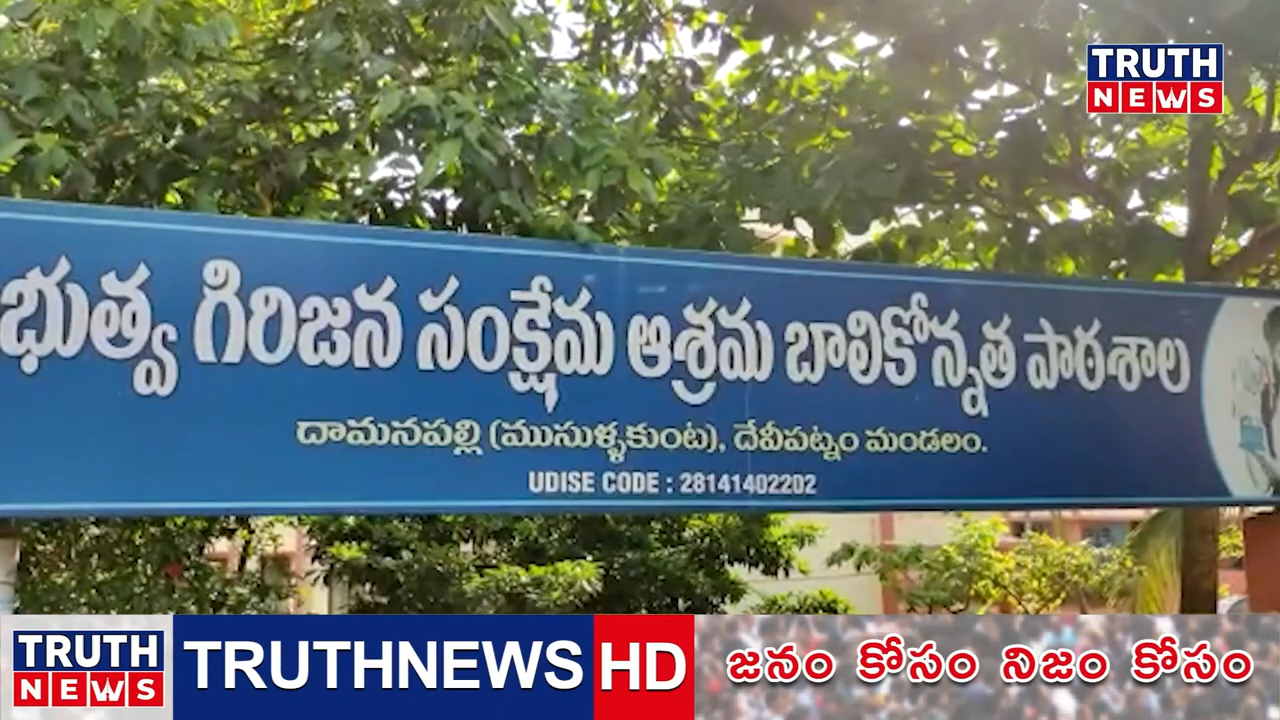 TRUTH
NEWS
భుత్వ గిరిజన సంక్షేమ ఆశ్రమ బాలికోన్నత పాఠశాల
దామనపల్లి (ముసుళ్ళకుంట), దేవీపట్నం మండలం.
UDISE CODE : 28141402202
TRUTH
NEWS
TRUTHNEWS HD
జనం కోసం నిజం కోసం